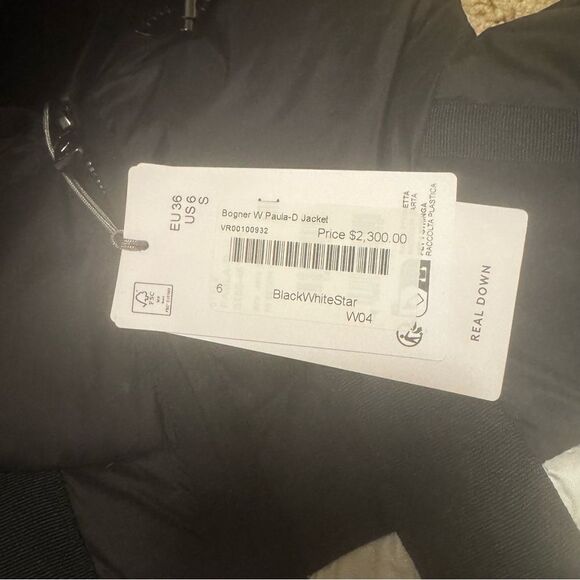 EU 36
US 6
S
FSC
Bogner W Paula-D Jacket
VR00100932
Price $2,300.00
6
BlackWhiteStar
W04
RACCOLTA PLASTICA
REAL DOWN